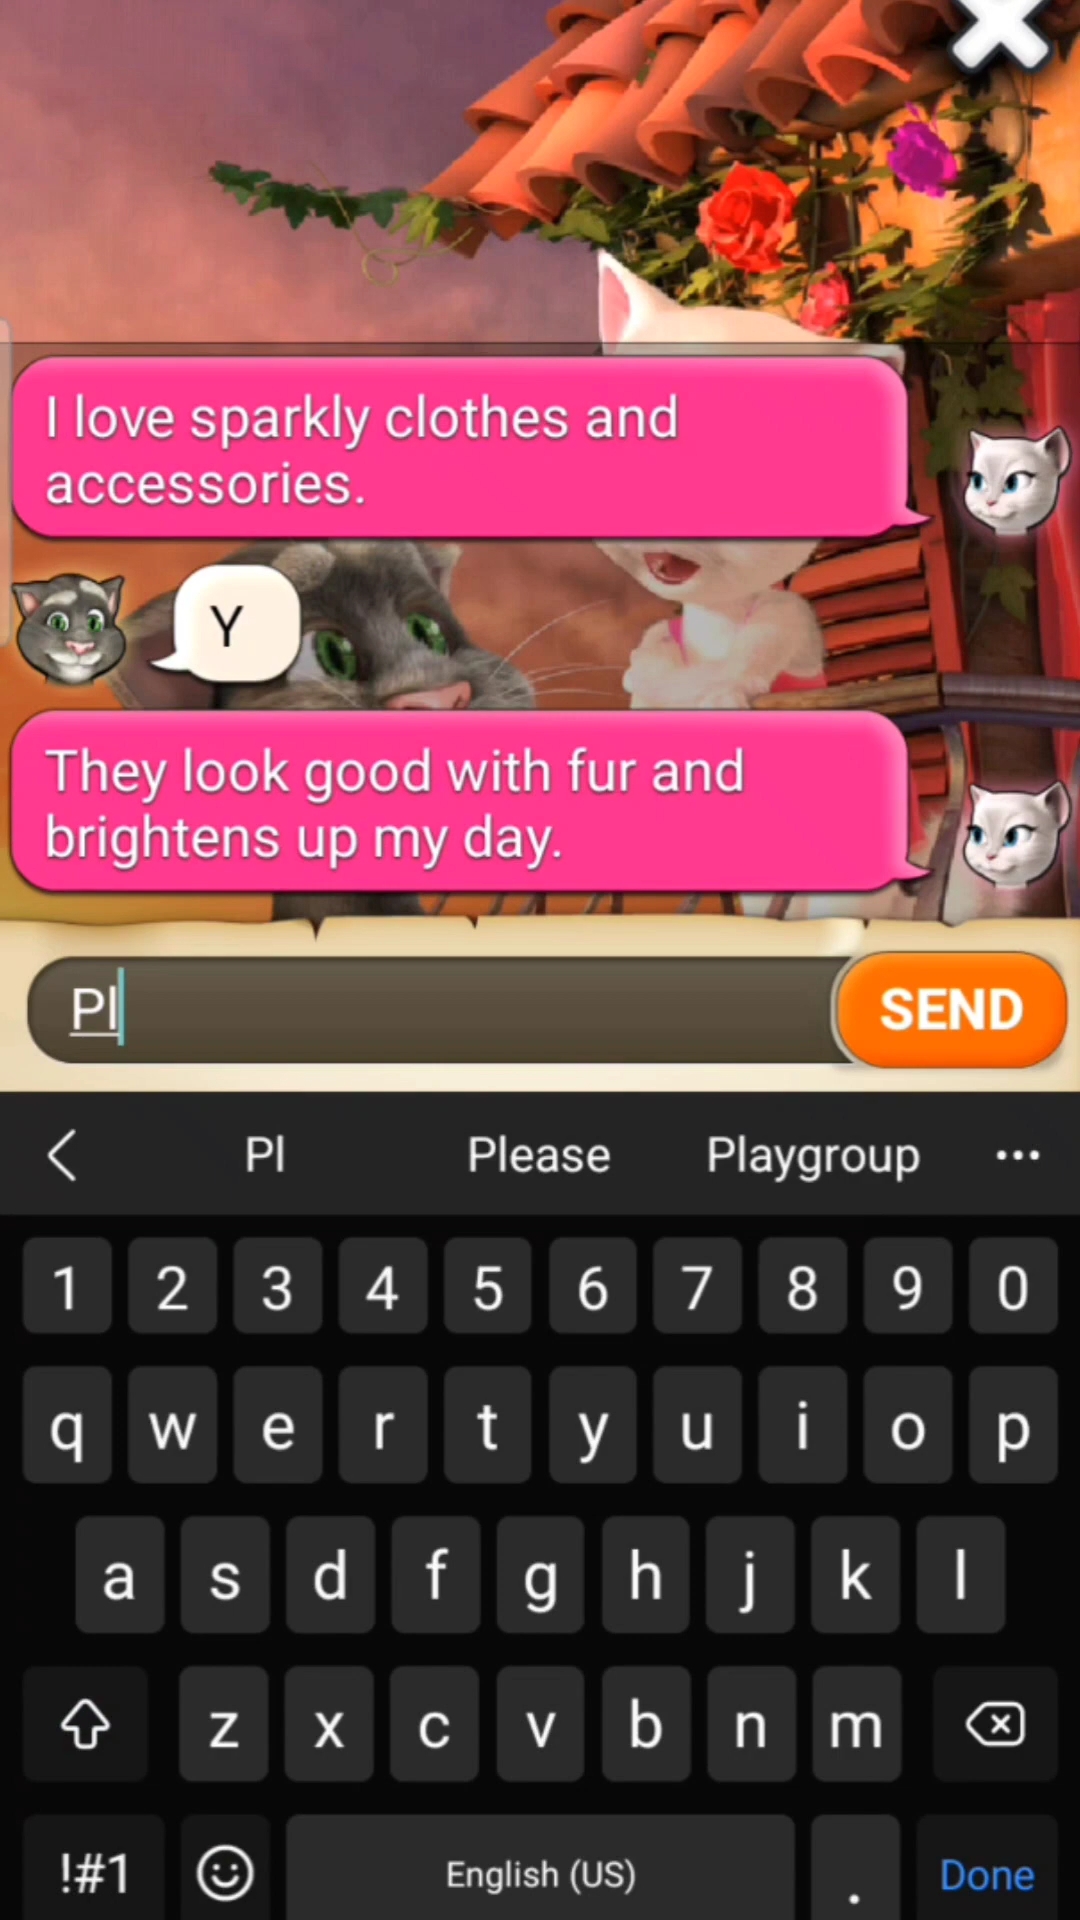 I love sparkly clothes and
accessories.
Y
They look good with fur and
brightens up my day.
Pl
SEND
Pl Please Playgroup ...
1 2 3 4 5 6 7 8 9 0
q w e r t y u i o p
a s d f g h j k l
z x c v b n m
!#1 English (US) . Done